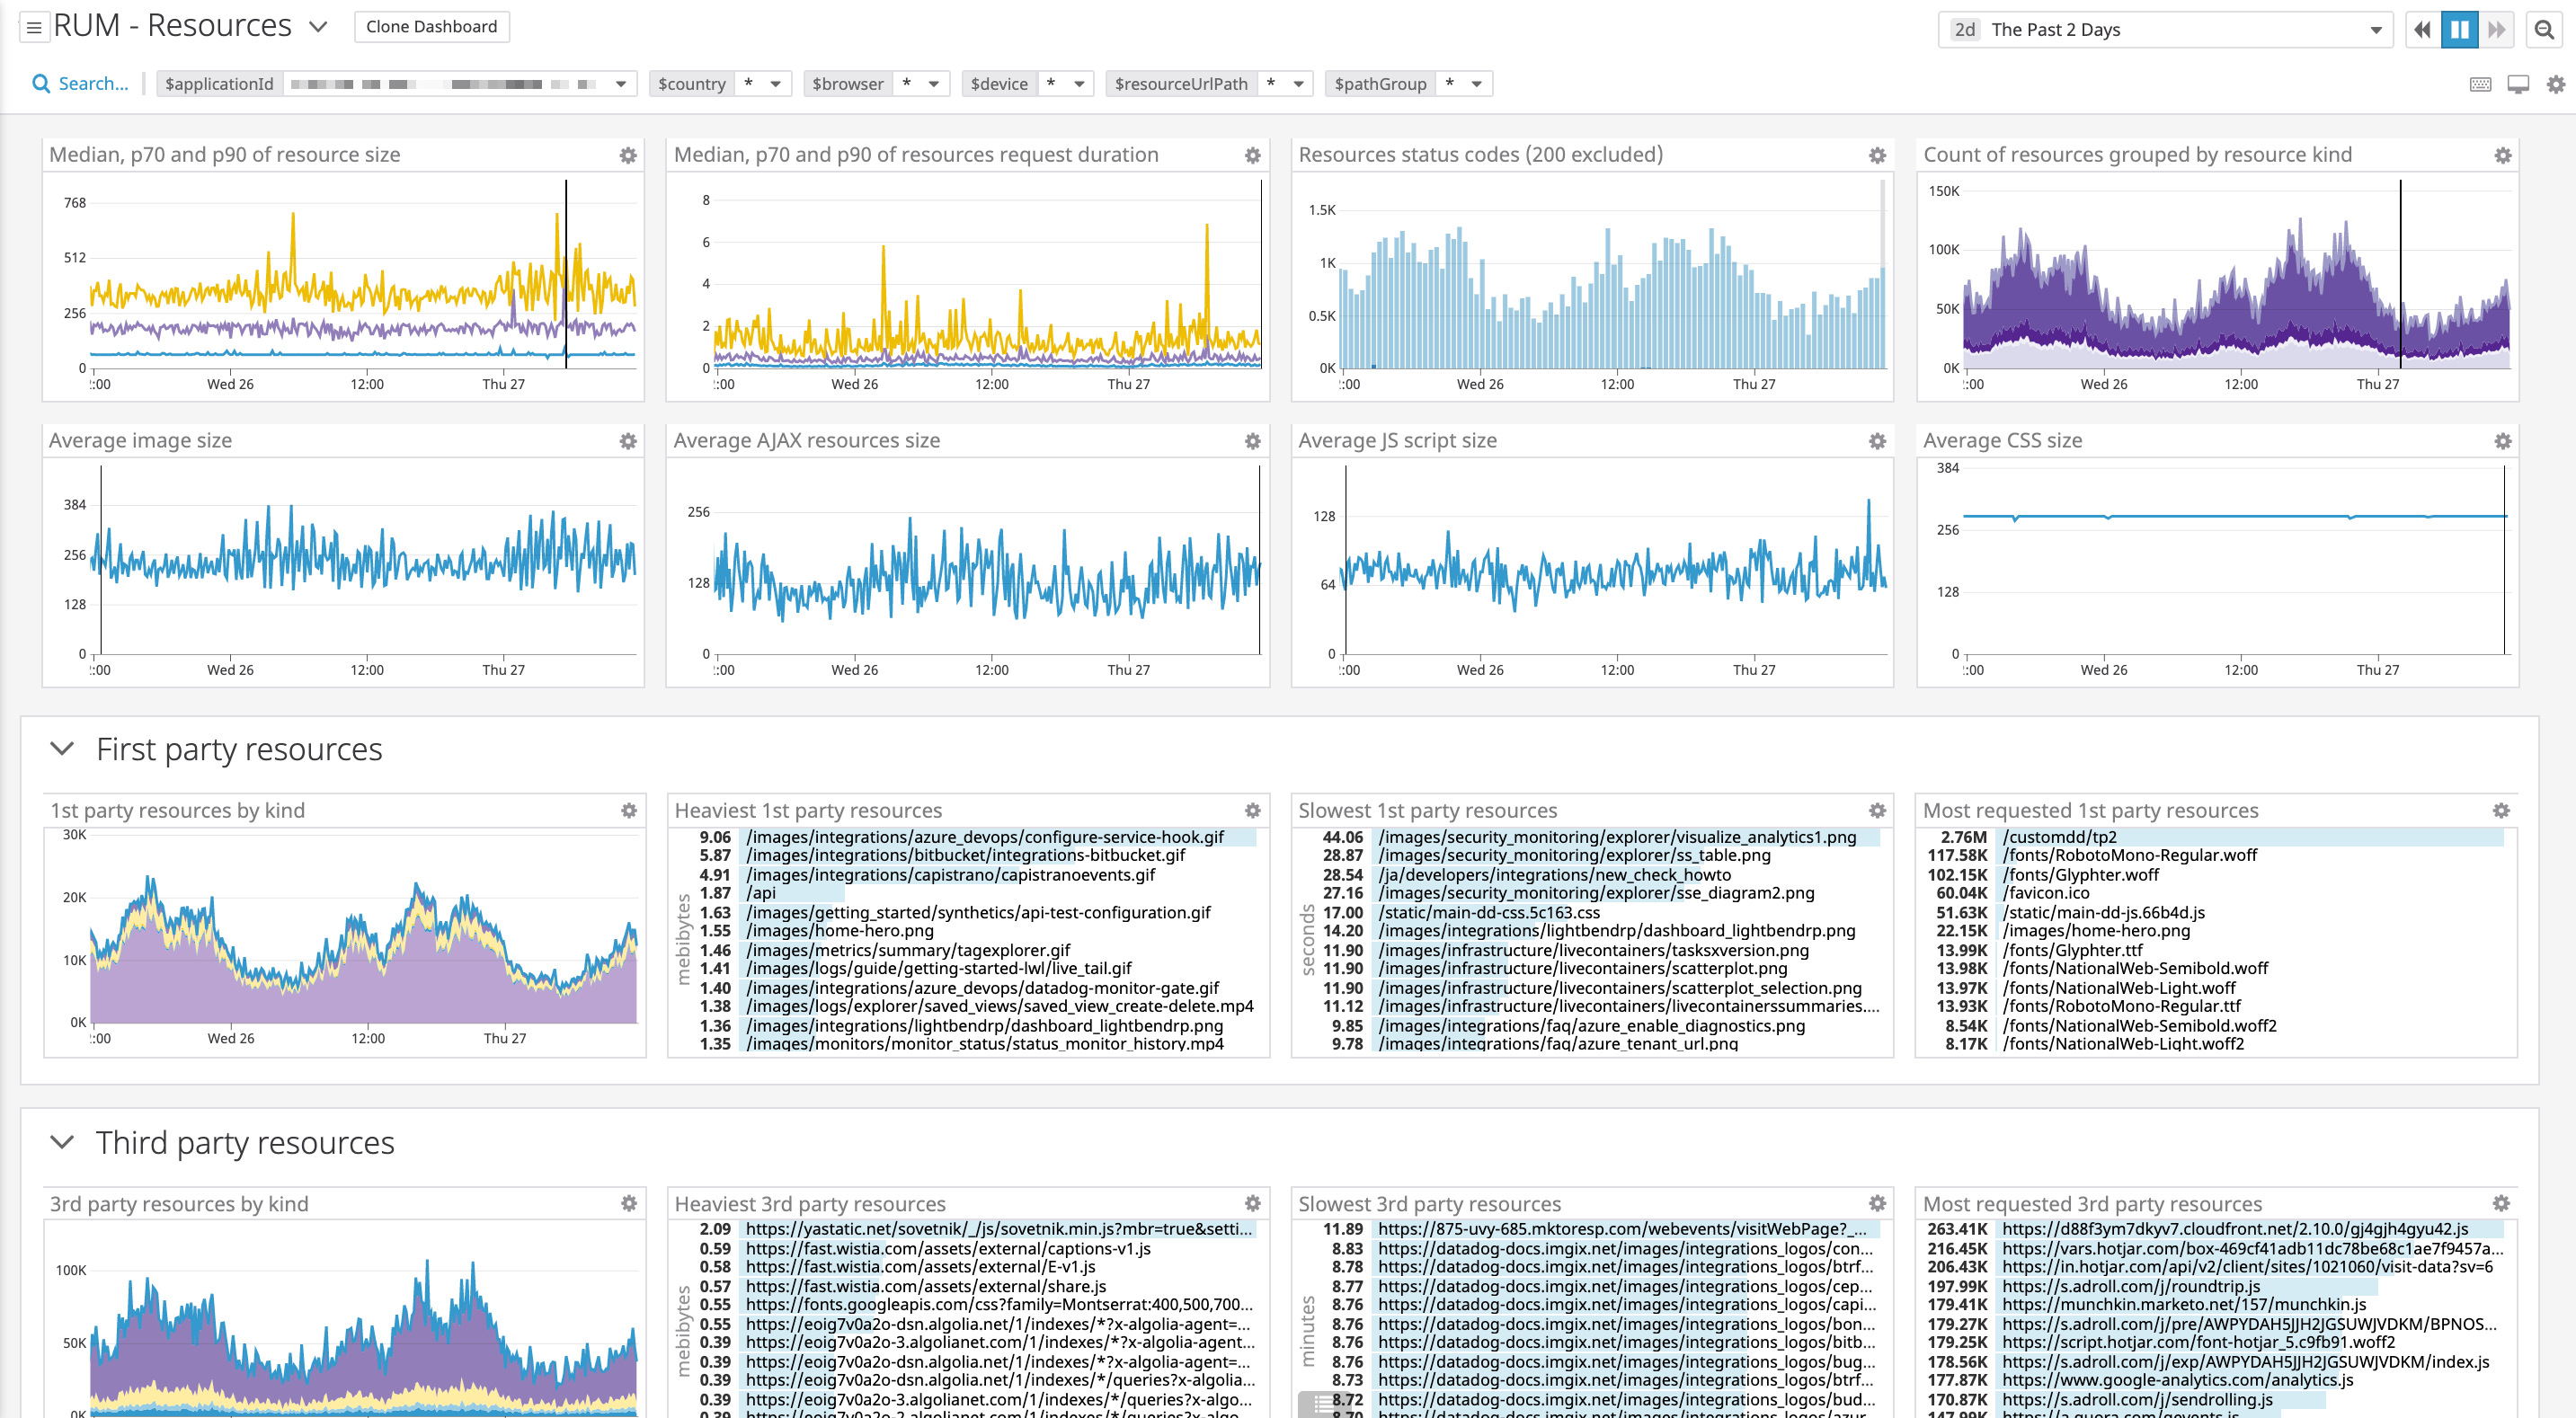 RUM - Resources
Clone Dashboard
2d The Past 2 Days
Search...
$applicationId
$country *
$browser *
$device *
$resourceUrlPath *
$pathGroup *
Median, p70 and p90 of resource size
768
512
256
0
:00 Wed 26 12:00 Thu 27
Median, p70 and p90 of resources request duration
8
6
4
2
0
:00 Wed 26 12:00 Thu 27
Resources status codes (200 excluded)
1.5K
1K
0.5K
0K
:00 Wed 26 12:00 Thu 27
Count of resources grouped by resource kind
150K
100K
50K
0K
:00 Wed 26 12:00 Thu 27
Average image size
384
256
128
0
:00 Wed 26 12:00 Thu 27
Average AJAX resources size
256
128
0
:00 Wed 26 12:00 Thu 27
Average JS script size
128
64
0
:00 Wed 26 12:00 Thu 27
Average CSS size
384
256
128
0
:00 Wed 26 12:00 Thu 27
First party resources
1st party resources by kind
30K
20K
10K
0K
:00 Wed 26 12:00 Thu 27
Heaviest 1st party resources
mebibytes
9.06 /images/integrations/azure_devops/configure-service-hook.gif
5.87 /images/integrations/bitbucket/integrations-bitbucket.gif
4.91 /images/integrations/capistrano/capistranoevents.gif
1.87 /api
1.63 /images/getting_started/synthetics/api-test-configuration.gif
1.55 /images/home-hero.png
1.46 /images/metrics/summary/tagexplorer.gif
1.41 /images/logs/guide/getting-started-lwl/live_tail.gif
1.40 /images/integrations/azure_devops/datadog-monitor-gate.gif
1.38 /images/logs/explorer/saved_views/saved_view_create-delete.mp4
1.36 /images/integrations/lightbendrp/dashboard_lightbendrp.png
1.35 /images/monitors/monitor_status/status_monitor_history.mp4
Slowest 1st party resources
seconds
44.06 /images/security_monitoring/explorer/visualize_analytics1.png
28.87 /images/security_monitoring/explorer/ss_table.png
28.54 /ja/developers/integrations/new_check_howto
27.16 /images/security_monitoring/explorer/sse_diagram2.png
17.00 /static/main-dd-css.5c163.css
14.20 /images/integrations/lightbendrp/dashboard_lightbendrp.png
11.90 /images/infrastructure/livecontainers/tasksxversion.png
11.90 /images/infrastructure/livecontainers/scatterplot.png
11.90 /images/infrastructure/livecontainers/scatterplot_selection.png
11.12 /images/infrastructure/livecontainers/livecontainerssummaries....
9.85 /images/integrations/faq/azure_enable_diagnostics.png
9.78 /images/integrations/faq/azure_tenant_url.png
Most requested 1st party resources
2.76M /customdd/tp2
117.58K /fonts/RobotoMono-Regular.woff
102.15K /fonts/Glyphter.woff
60.04K /favicon.ico
51.63K /static/main-dd-js.66b4d.js
22.15K /images/home-hero.png
13.99K /fonts/Glyphter.ttf
13.98K /fonts/NationalWeb-Semibold.woff
13.97K /fonts/NationalWeb-Light.woff
13.93K /fonts/RobotoMono-Regular.ttf
8.54K /fonts/NationalWeb-Semibold.woff2
8.17K /fonts/NationalWeb-Light.woff2
Third party resources
3rd party resources by kind
100K
50K
0K
Heaviest 3rd party resources
mebibytes
2.09 https://yastatic.net/sovetnik/_/js/sovetnik.min.js?mbr=true&setti...
0.59 https://fast.wistia.com/assets/external/captions-v1.js
0.58 https://fast.wistia.com/assets/external/E-v1.js
0.57 https://fast.wistia.com/assets/external/share.js
0.55 https://fonts.googleapis.com/css?family=Montserrat:400,500,700...
0.55 https://eoig7v0a2o-dsn.algolia.net/1/indexes/*?x-algolia-agent=...
0.39 https://eoig7v0a2o-3.algolianet.com/1/indexes/*?x-algolia-agent...
0.39 https://eoig7v0a2o-dsn.algolia.net/1/indexes/*?x-algolia-agent=...
0.39 https://eoig7v0a2o-dsn.algolia.net/1/indexes/*/queries?x-algolia...
0.39 https://eoig7v0a2o-3.algolianet.com/1/indexes/*/queries?x-algo...
0.39 https://eoig7v0a2o-2.algolianet.com/1/indexes/*/queries?x-algo...
Slowest 3rd party resources
minutes
11.89 https://875-uvy-685.mktoresp.com/webevents/visitWebPage?_...
8.83 https://datadog-docs.imgix.net/images/integrations_logos/con...
8.78 https://datadog-docs.imgix.net/images/integrations_logos/btrf...
8.77 https://datadog-docs.imgix.net/images/integrations_logos/cep...
8.76 https://datadog-docs.imgix.net/images/integrations_logos/capi...
8.76 https://datadog-docs.imgix.net/images/integrations_logos/bon...
8.76 https://datadog-docs.imgix.net/images/integrations_logos/bitb...
8.76 https://datadog-docs.imgix.net/images/integrations_logos/bug...
8.73 https://datadog-docs.imgix.net/images/integrations_logos/btrf...
8.72 https://datadog-docs.imgix.net/images/integrations_logos/bud...
8.70 https://datadog-docs.imgix.net/images/integrations_logos/azur...
Most requested 3rd party resources
263.41K https://d88f3ym7dkyv7.cloudfront.net/2.10.0/gj4gjh4gyu42.js
216.45K https://vars.hotjar.com/box-469cf41adb11dc78be68c1ae7f9457a...
206.43K https://in.hotjar.com/api/v2/client/sites/1021060/visit-data?sv=6
197.99K https://s.adroll.com/j/roundtrip.js
179.41K https://munchkin.marketo.net/157/munchkin.js
179.27K https://s.adroll.com/j/pre/AWPYDAH5JJH2JGSUWJVDKM/BPNOS...
179.25K https://script.hotjar.com/font-hotjar_5.c9fb91.woff2
178.56K https://s.adroll.com/j/exp/AWPYDAH5JJH2JGSUWJVDKM/index.js
177.87K https://www.google-analytics.com/analytics.js
170.87K https://s.adroll.com/j/sendrolling.js
147.99K https://a.quora.com/qevents.js